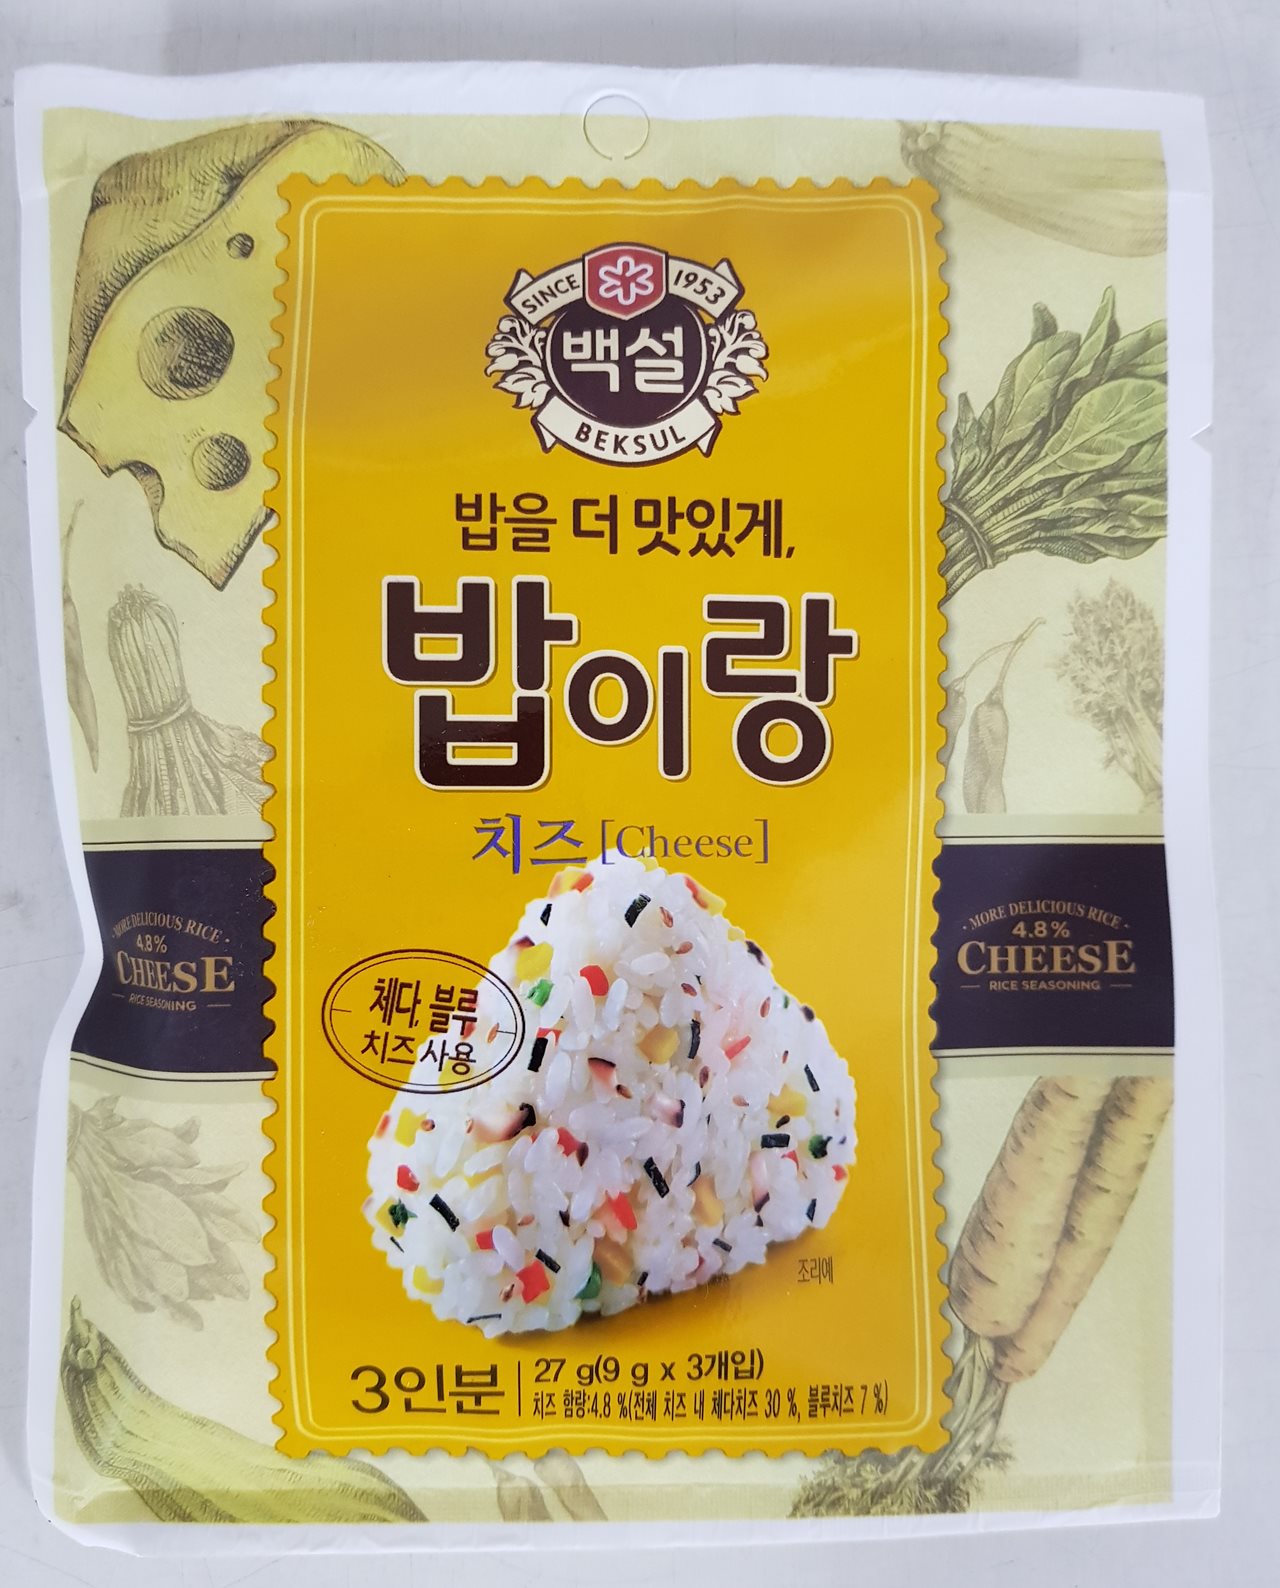 SINCE 1953
백설
BEKSUL
밥을 더 맛있게,
밥이랑
치즈 [Cheese]
체다, 블루
치즈 사용
· MORE DELICIOUS RICE ·
4.8%
CHEESE
RICE SEASONING
· MORE DELICIOUS RICE ·
4.8%
CHEESE
RICE SEASONING
조리예
3인분
27 g(9 g x 3개입)
치즈 함량:4.8 %(전체 치즈 내 체다치즈 30 %, 블루치즈 7 %)